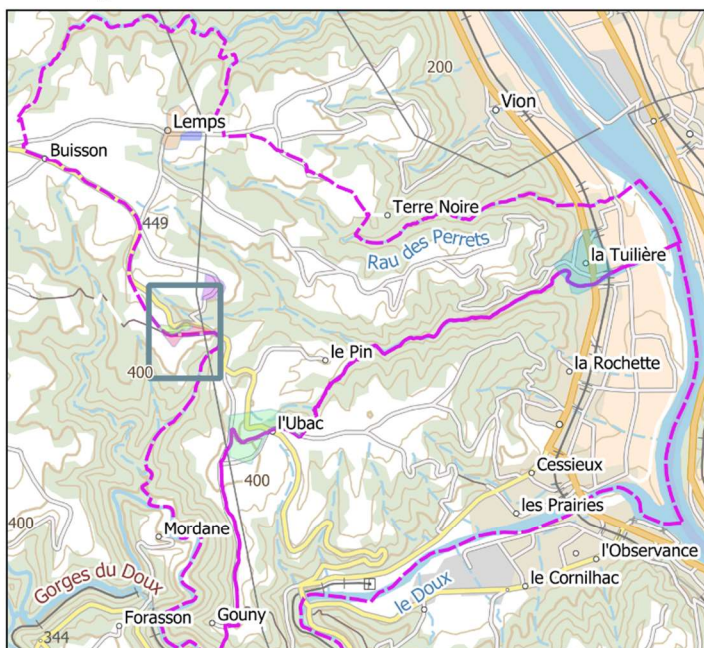 200
Vion
Lemps
Buisson
Terre Noire
449
Rau des Perrets
la Tuilière
le Pin
400
la Rochette
l'Ubac
Cessieux
400
400
les Prairies
Mordane
l'Observance
Gorges du Doux
le Doux
le Cornilhac
Forasson
Gouny
344